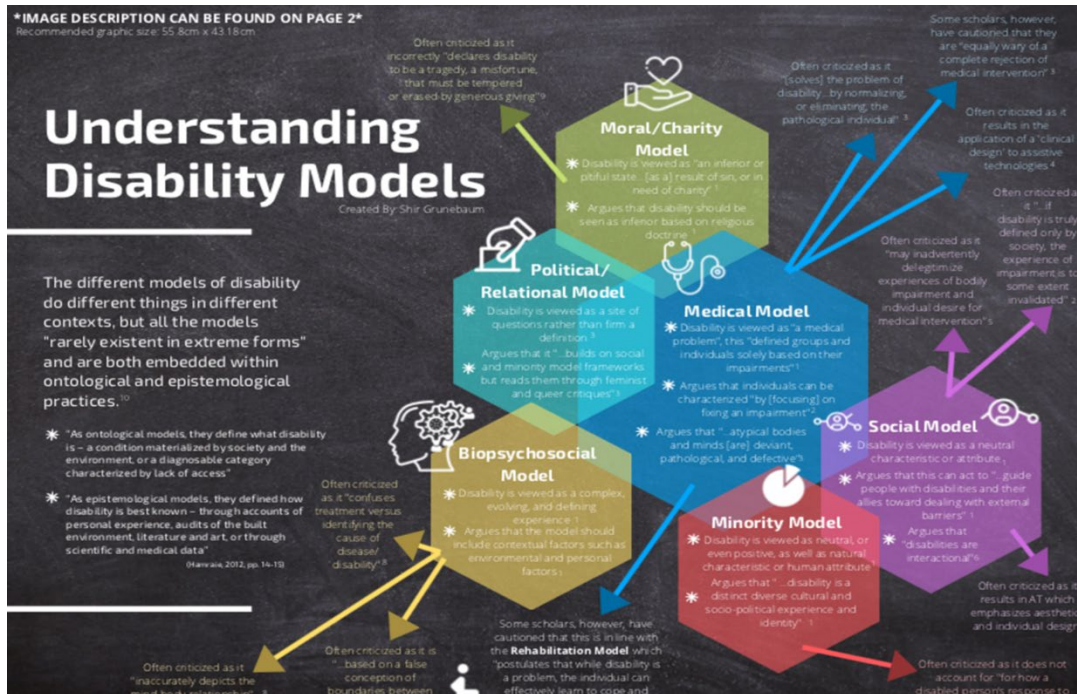 *IMAGE DESCRIPTION CAN BE FOUND ON PAGE 2*
Recommended graphic size: 55.8cm x 43.18cm
Understanding
Disability Models
Created By: Shir Grunebaum
The different models of disability
do different things in different
contexts, but all the models
"rarely existent in extreme forms"
and are both embedded within
ontological and epistemological
practices.10
"As ontological models, they define what disability
is – a condition materialized by society and the
environment, or a diagnosable category
characterized by lack of access"
"As epistemological models, they defined how
disability is best known – through accounts of
personal experience, audits of the built
environment, literature and art, or through
scientific and medical data"
(Hamraie, 2012, pp. 14-15)
Often criticized as it
incorrectly "declares disability
to be a tragedy, a misfortune,
that must be tempered
or erased by generous giving"9
Moral/Charity
Model
Disability is viewed as "an inferior or
pitiful state... [as a] result of sin, or in
need of charity" 1
Argues that disability should be
seen as inferior based on religious
doctrine 1
Political/
Relational Model
Disability is viewed as a site of
questions rather than firm a
definition 3
Argues that it "...builds on social
and minority model frameworks
but reads them through feminist
and queer critiques"3
Medical Model
Disability is viewed as "a medical
problem", this "defined groups and
individuals solely based on their
impairments"1
Argues that individuals can be
characterized "by [focusing] on
fixing an impairment"2
Argues that "...atypical bodies
and minds [are] deviant,
pathological, and defective"3
Often criticized as it
"[solves] the problem of
disability...by normalizing,
or eliminating, the
pathological individual" 3
Some scholars, however,
have cautioned that they
are "equally wary of a
complete rejection of
medical intervention" 3
Often criticized as it
results in the
application of a 'clinical
design' to assistive
technologies 4
Often criticized a
it "...if
disability is truly
defined only by
society, the
experience of
impairment is to
some extent
invalidated" 2
Often criticized as it
"may inadvertently
delegitimize
experiences of bodily
impairment and
individual desire for
medical intervention"5
Social Model
Disability is viewed as a neutral
characteristic or attribute 1
Argues that this can act to "...guide
people with disabilities and their
allies toward dealing with external
barriers" 1
Argues that
"disabilities are
interactional"6
Often criticized as it
results in AT which
emphasizes aesthetic
and individual design
Biopsychosocial
Model
Disability is viewed as a complex,
evolving, and defining
experience 1
Argues that the model should
include contextual factors such as
environmental and personal
factors 1
Often criticized
as it "confuses
treatment versus
identifying the
cause of
disease/
disability" 8
Minority Model
Disability is viewed as neutral, or
or even positive, as well as natural
characteristic or human attribute
Argues that "...disability is a
distinct diverse cultural and
socio-political experience and
identity" 1
Often criticized as it
"inaccurately depicts the
Often criticized as it is
"...based on a false
conception of
boundaries between
Some scholars, however, have
cautioned that this is in line with
the Rehabilitation Model which
"postulates that while disability is
a problem, the individual can
effectively learn to cope and
Often criticized as it does not
account for "for how a
disabled person's response to